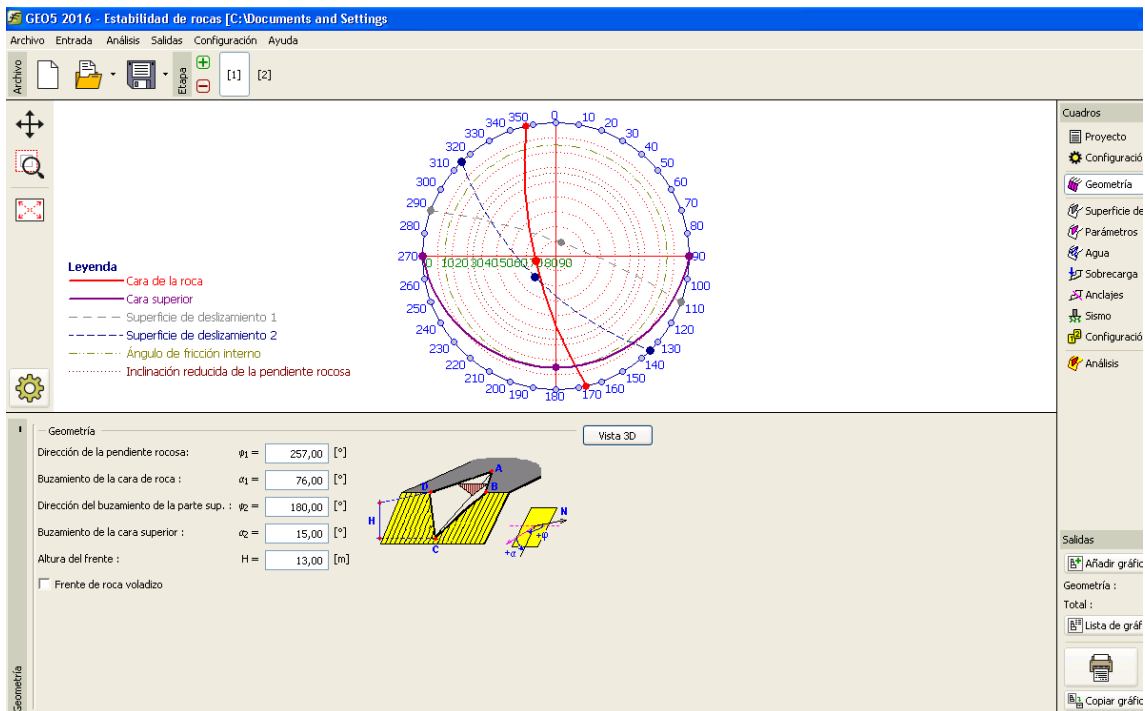 GEO5 2016 - Estabilidad de rocas [C:\Documents and Settings
Archivo Entrada Análisis Salidas Configuración Ayuda
Archivo
Etapa
[1] [2]
0 10 20 30 40 50 60 70 80 90 100 110 120 130 140 150 160 170 180 190 200 210 220 230 240 250 260 270 280 290 300 310 320 330 340 350
0 10 20 30 40 50 60 70 80 90
Leyenda
Cara de la roca
Cara superior
Superficie de deslizamiento 1
Superficie de deslizamiento 2
Ángulo de fricción interno
Inclinación reducida de la pendiente rocosa
Cuadros
Proyecto
Configuració
Geometría
Superficie de
Parámetros
Agua
Sobrecarga
Anclajes
Sismo
Configuració
Análisis
Geometría
Geometría
Dirección de la pendiente rocosa: φ1 = 257,00 [°]
Buzamiento de la cara de roca : α1 = 76,00 [°]
Dirección del buzamiento de la parte sup. : φ2 = 180,00 [°]
Buzamiento de la cara superior : α2 = 15,00 [°]
Altura del frente : H = 13,00 [m]
Frente de roca voladizo
Vista 3D
A
B
C
D
H
N
+φ
+α
Salidas
Añadir gráfic
Geometría :
Total :
Lista de gráf
Copiar gráfic